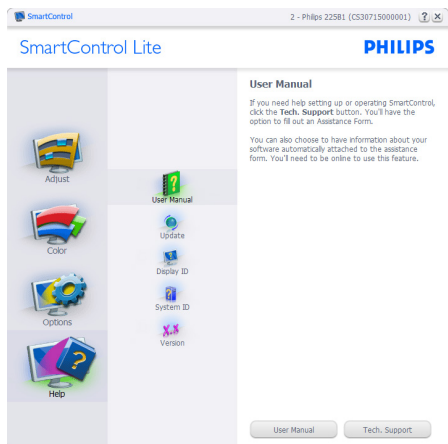 SmartControl
2 - Philips 225B1 (CS30715000001)
? X
SmartControl Lite
PHILIPS
Adjust
Color
Options
Help
User Manual
Update
Display ID
System ID
X.X
Version
User Manual
If you need help setting up or operating SmartControl,
click the Tech. Support button. You'll have the
option to fill out an Assistance Form.
You can also choose to have information about your
software automatically attached to the assistance
form. You'll need to be online to use this feature.
User Manual
Tech. Support